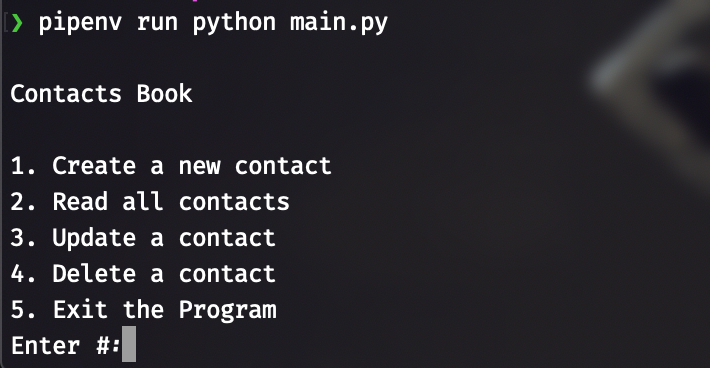 ❯ pipenv run python main.py
Contacts Book
1. Create a new contact
2. Read all contacts
3. Update a contact
4. Delete a contact
5. Exit the Program
Enter #: